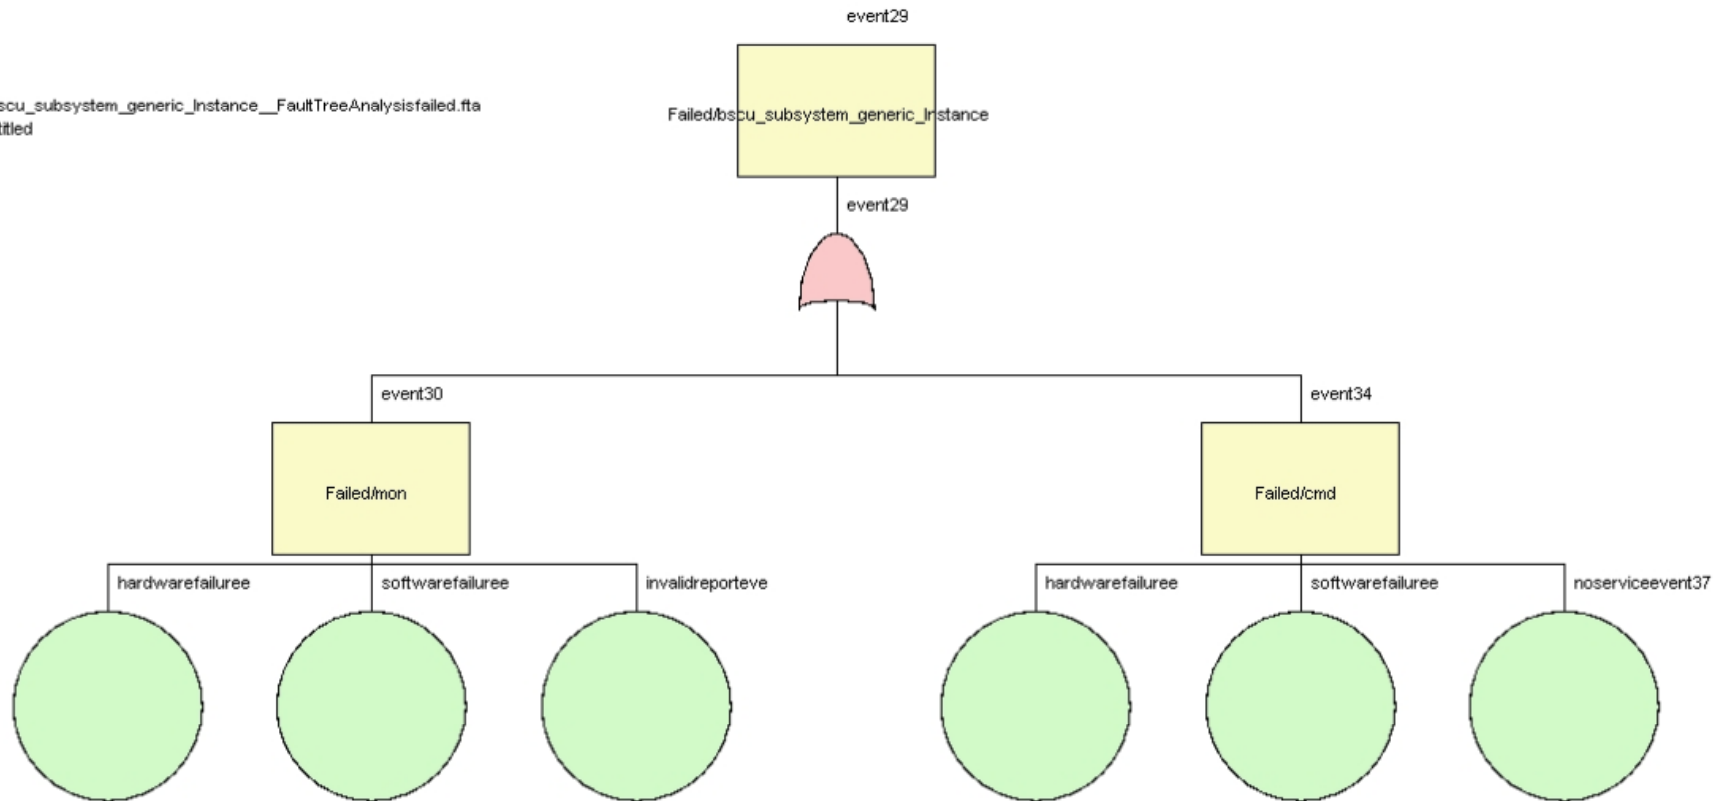 event29
scu_subsystem_generic_Instance__FaultTreeAnalysisfailed.fta
titled
Failed/bscu_subsystem_generic_Instance
event29
event30
event34
Failed/mon
Failed/cmd
hardwarefailuree
softwarefailuree
invalidreporteve
hardwarefailuree
softwarefailuree
noserviceevent37